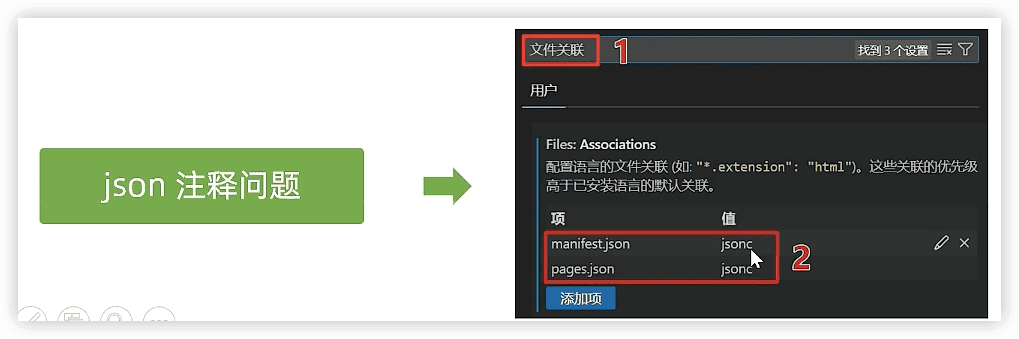 json 注释问题
文件关联
1
找到 3 个设置
用户
Files: Associations
配置语言的文件关联 (如: "*.extension": "html")。这些关联的优先级
高于已安装语言的默认关联。
项 值
manifest.json jsonc
pages.json jsonc
2
添加项